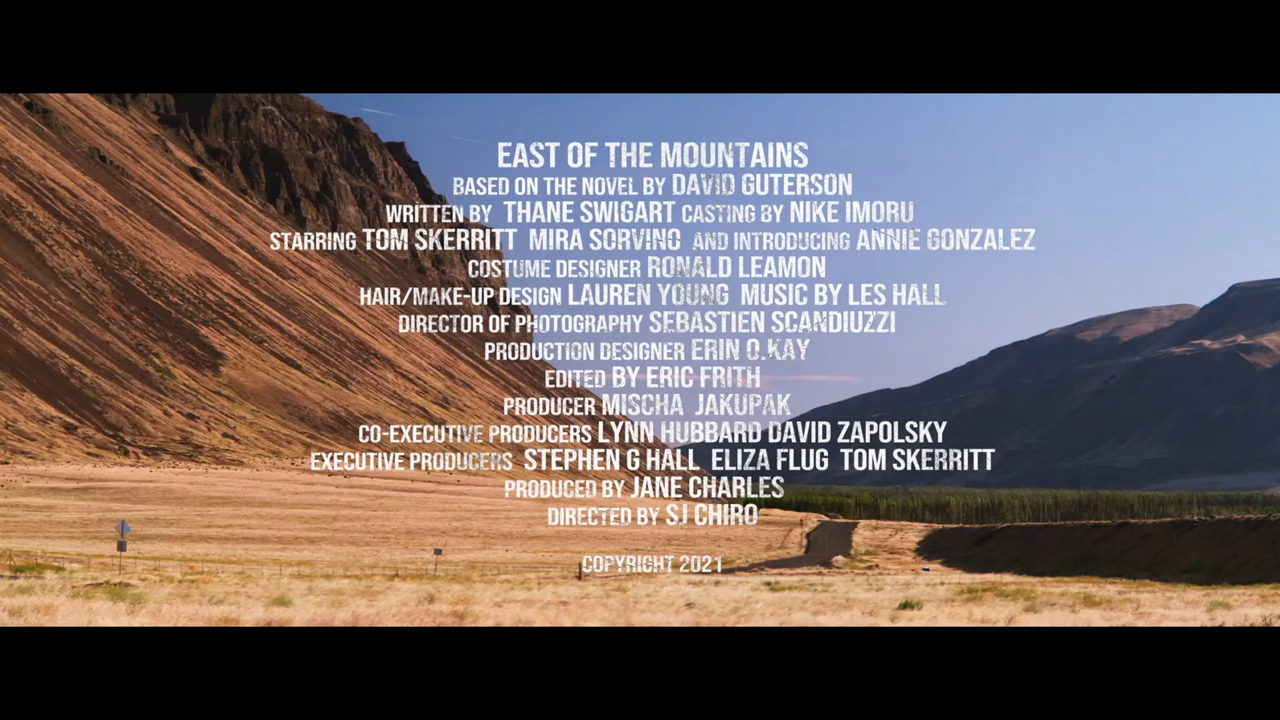 EAST OF THE MOUNTAINS
BASED ON THE NOVEL BY DAVID GUTERSON
WRITTEN BY THANE SWIGART CASTING BY NIKE IMORU
STARRING TOM SKERRITT MIRA SORVINO AND INTRODUCING ANNIE GONZALEZ
COSTUME DESIGNER RONALD LEAMON
HAIR/MAKE-UP DESIGN LAUREN YOUNG MUSIC BY LES HALL
DIRECTOR OF PHOTOGRAPHY SEBASTIEN SCANDIUZZI
PRODUCTION DESIGNER ERIN O.KAY
EDITED BY ERIC FRITH
PRODUCER MISCHA JAKUPAK
CO-EXECUTIVE PRODUCERS LYNN HUBBARD DAVID ZAPOLSKY
EXECUTIVE PRODUCERS STEPHEN G HALL ELIZA FLUG TOM SKERRITT
PRODUCED BY JANE CHARLES
DIRECTED BY SJ CHIRO
COPYRIGHT 2021